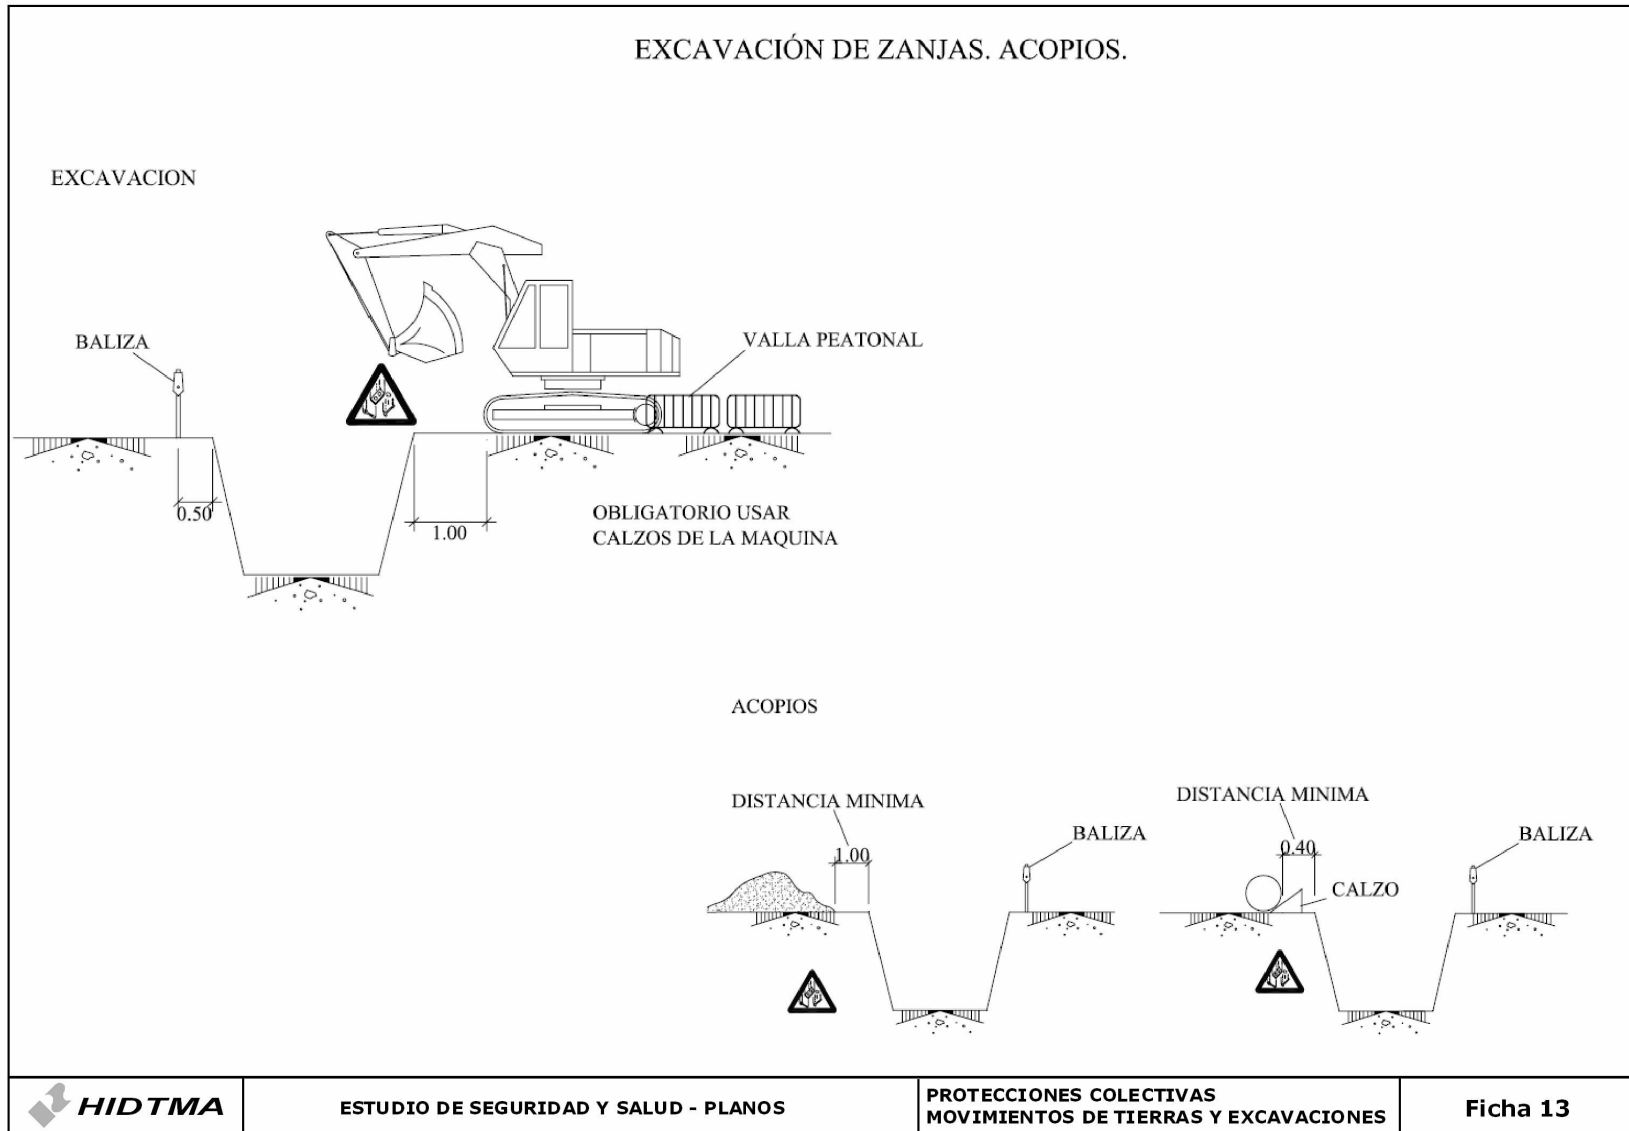 EXCAVACIÓN DE ZANJAS. ACOPIOS.
EXCAVACION
BALIZA
VALLA PEATONAL
0.50
1.00
OBLIGATORIO USAR
CALZOS DE LA MAQUINA
ACOPIOS
DISTANCIA MINIMA
1.00
BALIZA
DISTANCIA MINIMA
0.40
BALIZA
CALZO
HIDTMA
ESTUDIO DE SEGURIDAD Y SALUD - PLANOS
PROTECCIONES COLECTIVAS
MOVIMIENTOS DE TIERRAS Y EXCAVACIONES
Ficha 13